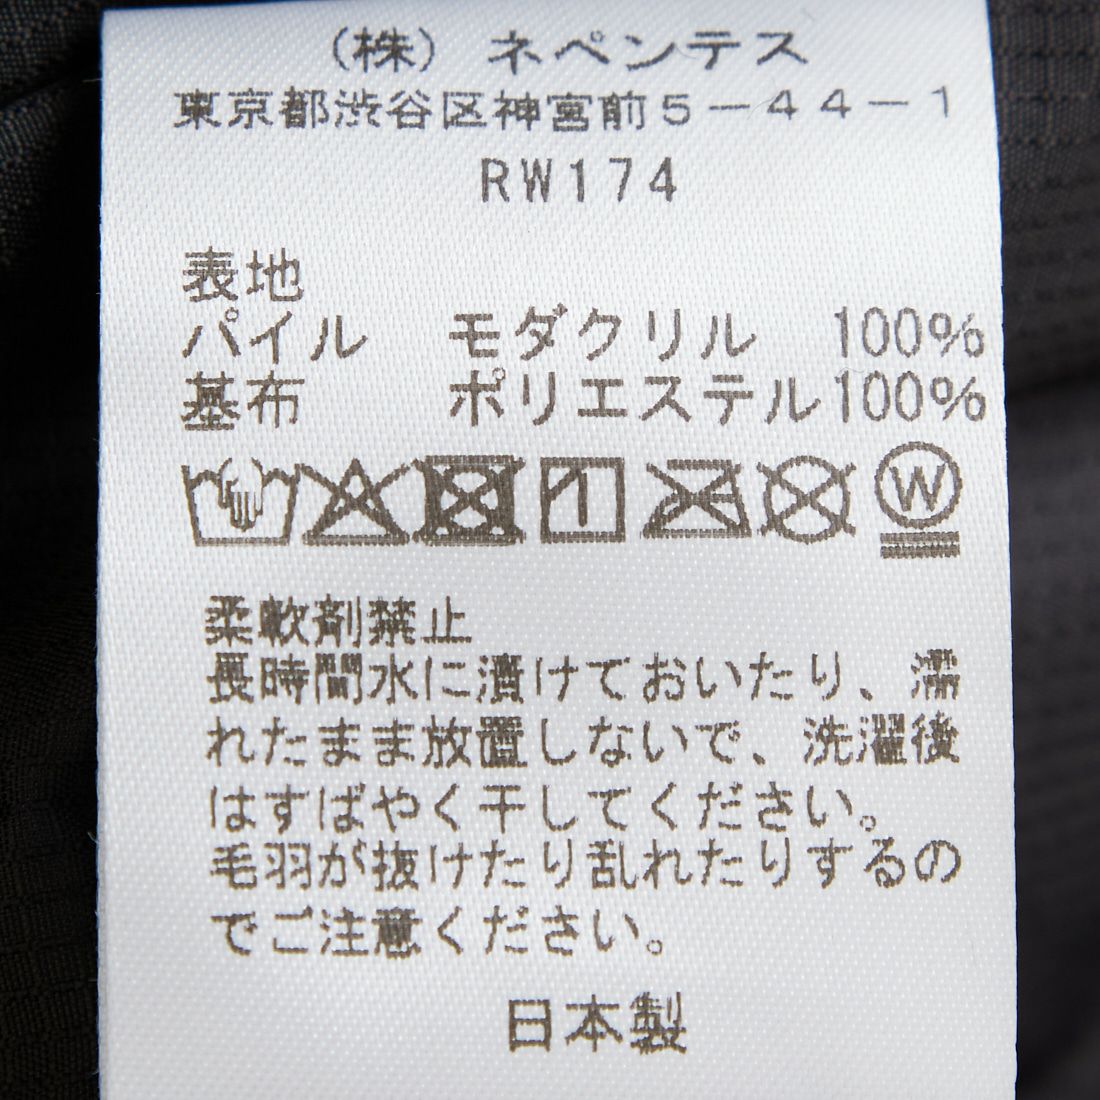 (株) ネペンテス
東京都渋谷区神宮前5-44-1
RW174
表地
パイル モダクリル 100%
基布 ポリエステル100%
W
柔軟剤禁止
長時間水に漬けておいたり、濡
れたまま放置しないで、洗濯後
はすばやく干してください。
毛羽が抜けたり乱れたりするの
でご注意ください。
日本製